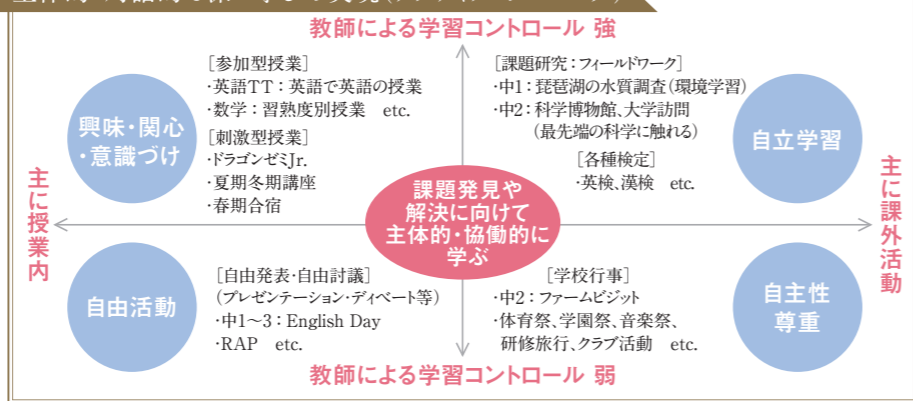 教師による学習コントロール 強
[参加型授業]
・英語TT：英語で英語の授業
・数学：習熟度別授業　etc.
[刺激型授業]
・ドラゴンゼミJr.
・夏期冬期講座
・春期合宿
興味・関心
・意識づけ
[課題研究：フィールドワーク]
・中1：琵琶湖の水質調査(環境学習)
・中2：科学博物館、大学訪問
(最先端の科学に触れる)
[各種検定]
・英検、漢検　etc.
自立学習
主に授業内
課題発見や
解決に向けて
主体的・協働的に
学ぶ
主に課外活動
自由活動
[自由発表・自由討議]
(プレゼンテーション・ディベート等)
・中1〜3：English Day
・RAP　etc.
[学校行事]
・中2：ファームビジット
・体育祭、学園祭、音楽祭、
研修旅行、クラブ活動　etc.
自主性
尊重
教師による学習コントロール 弱